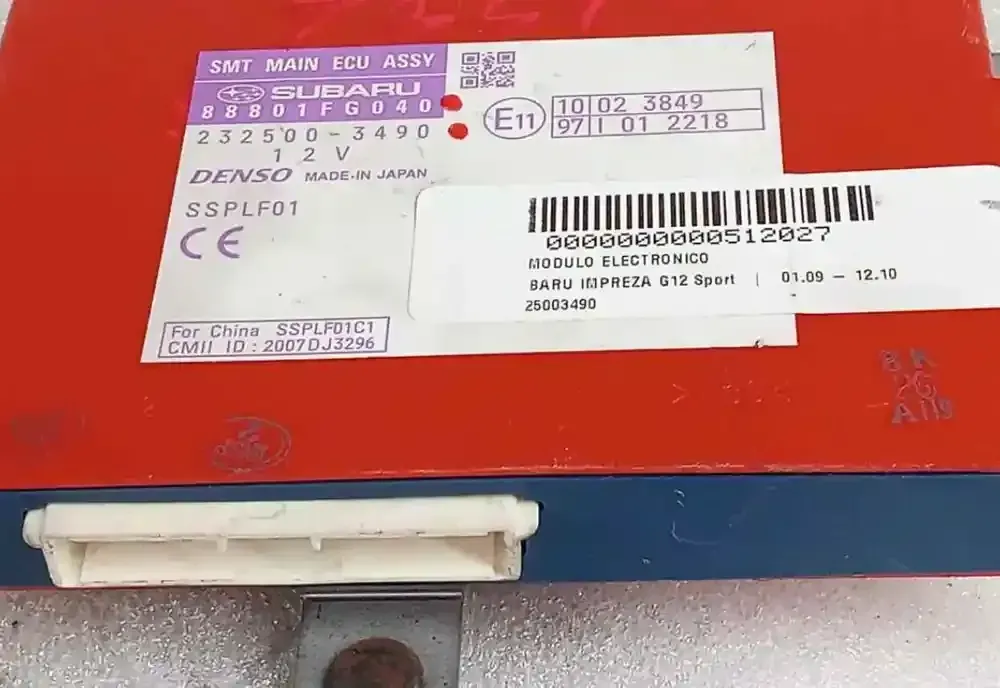 SMT MAIN ECU ASSY
SUBARU
88801FG040
232500-3490
12V
DENSO MADE-IN JAPAN
SSPLF01
CE
For China SSPLF01C1
CMII ID : 2007DJ3296
E11
10 02 3849
97 I 01 2218
0000000000512027
MODULO ELECTRONICO
BARU IMPREZA G12 Sport | 01.09 - 12.10
25003490